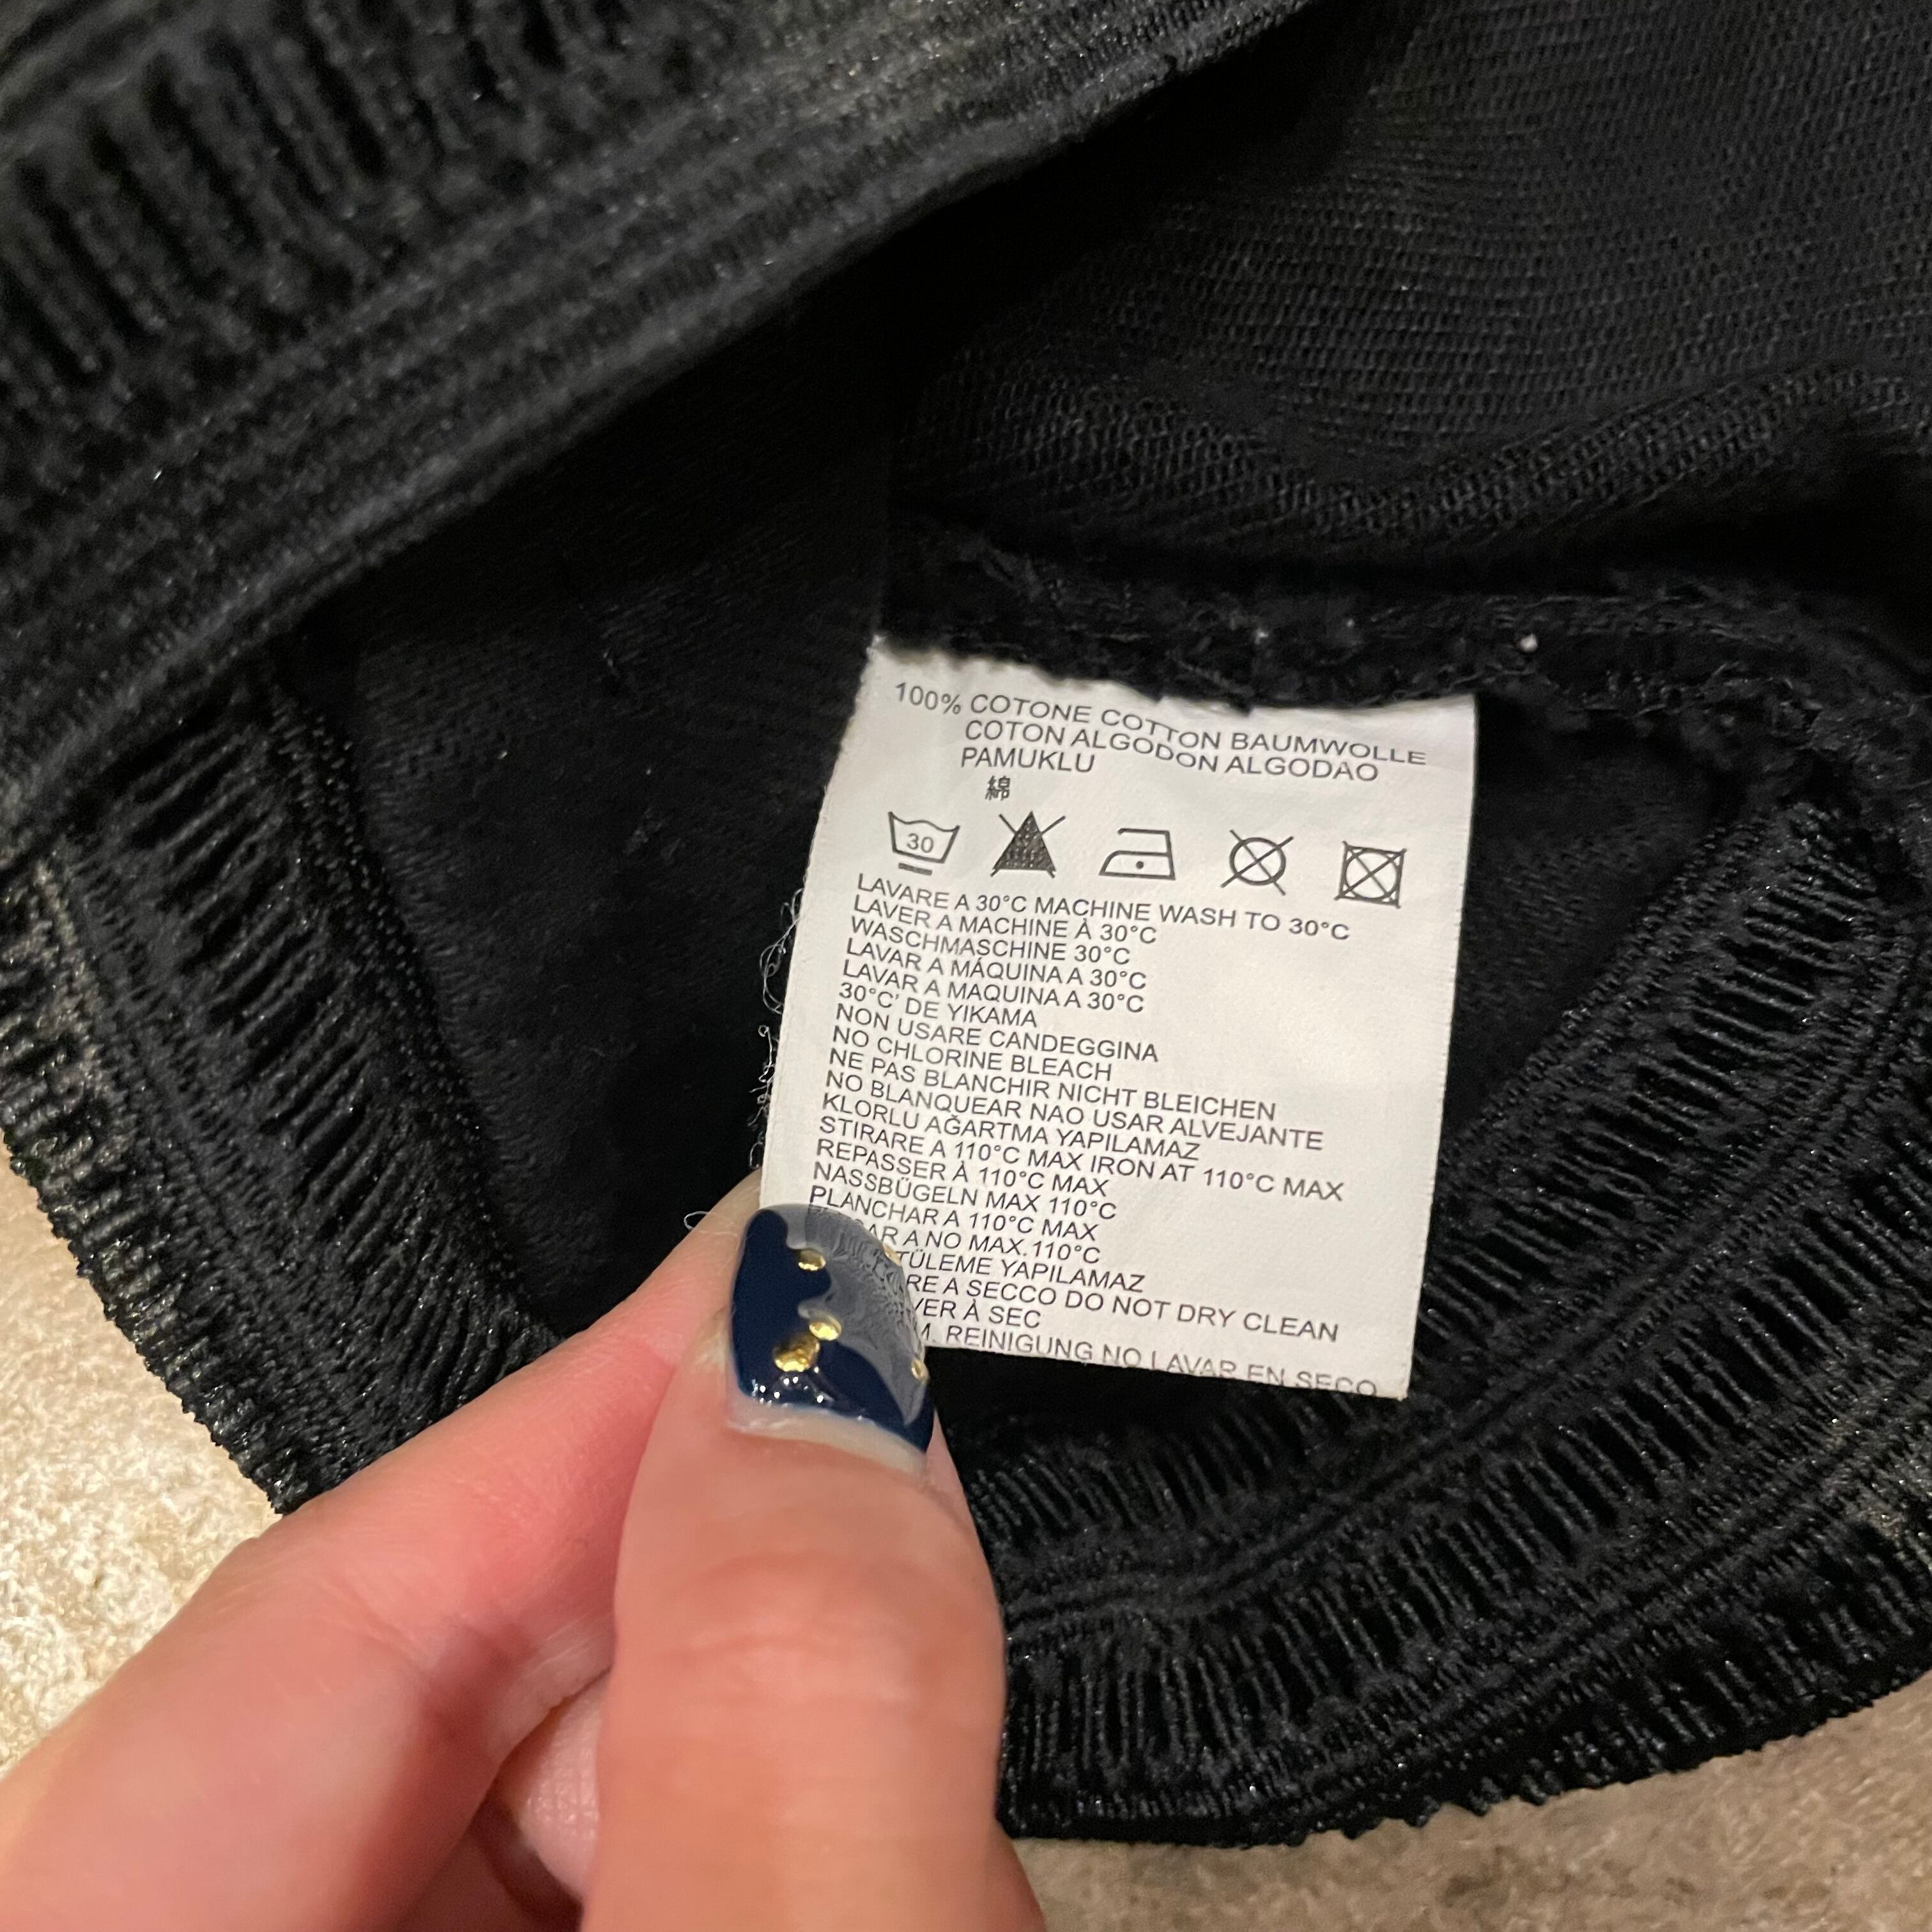 100% COTONE COTTON BAUMWOLLE
COTON ALGODON ALGODAO
PAMUKLU
綿
30
LAVARE A 30°C MACHINE WASH TO 30°C
LAVER A MACHINE À 30°C
WASCHMASCHINE 30°C
LAVAR A MÁQUINA A 30°C
LAVAR A MAQUINA A 30°C
30°C' DE YIKAMA
NON USARE CANDEGGINA
NO CHLORINE BLEACH
NE PAS BLANCHIR NICHT BLEICHEN
NO BLANQUEAR NAO USAR ALVEJANTE
KLORLU AĞARTMA YAPILAMAZ
STIRARE A 110°C MAX IRON AT 110°C MAX
REPASSER À 110°C MAX
NASSBÜGELN MAX 110°C
PLANCHAR A 110°C MAX
A NO MAX.110°C
YAPILAMAZ
A SECCO DO NOT DRY CLEAN
À SEC
REINIGUNG NO LAVAR EN SECO